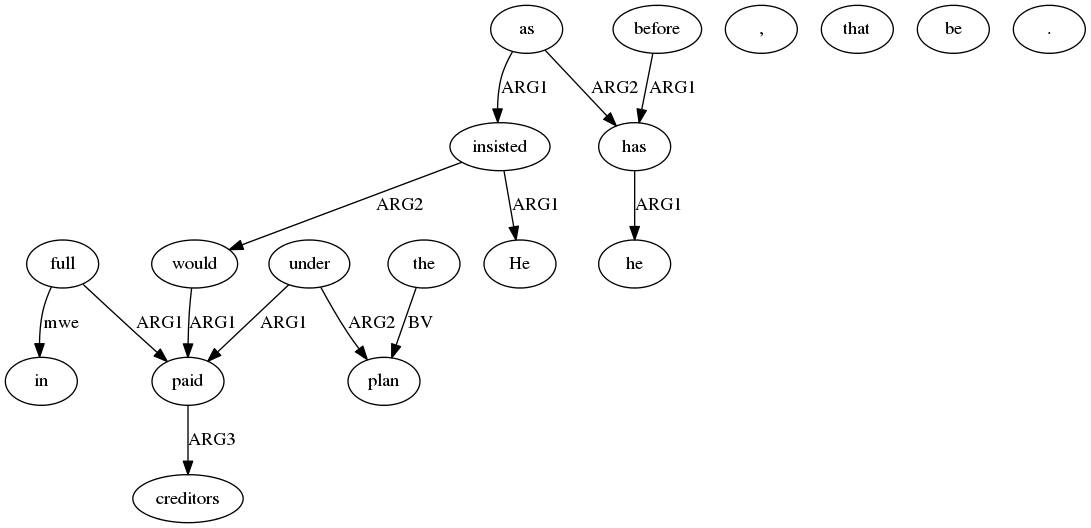 as before , that be .
ARG1 ARG2 ARG1
insisted has
ARG2 ARG1 ARG1
full would under the He he
mwe ARG1 ARG1 ARG1 ARG2 BV
in paid plan
ARG3
creditors